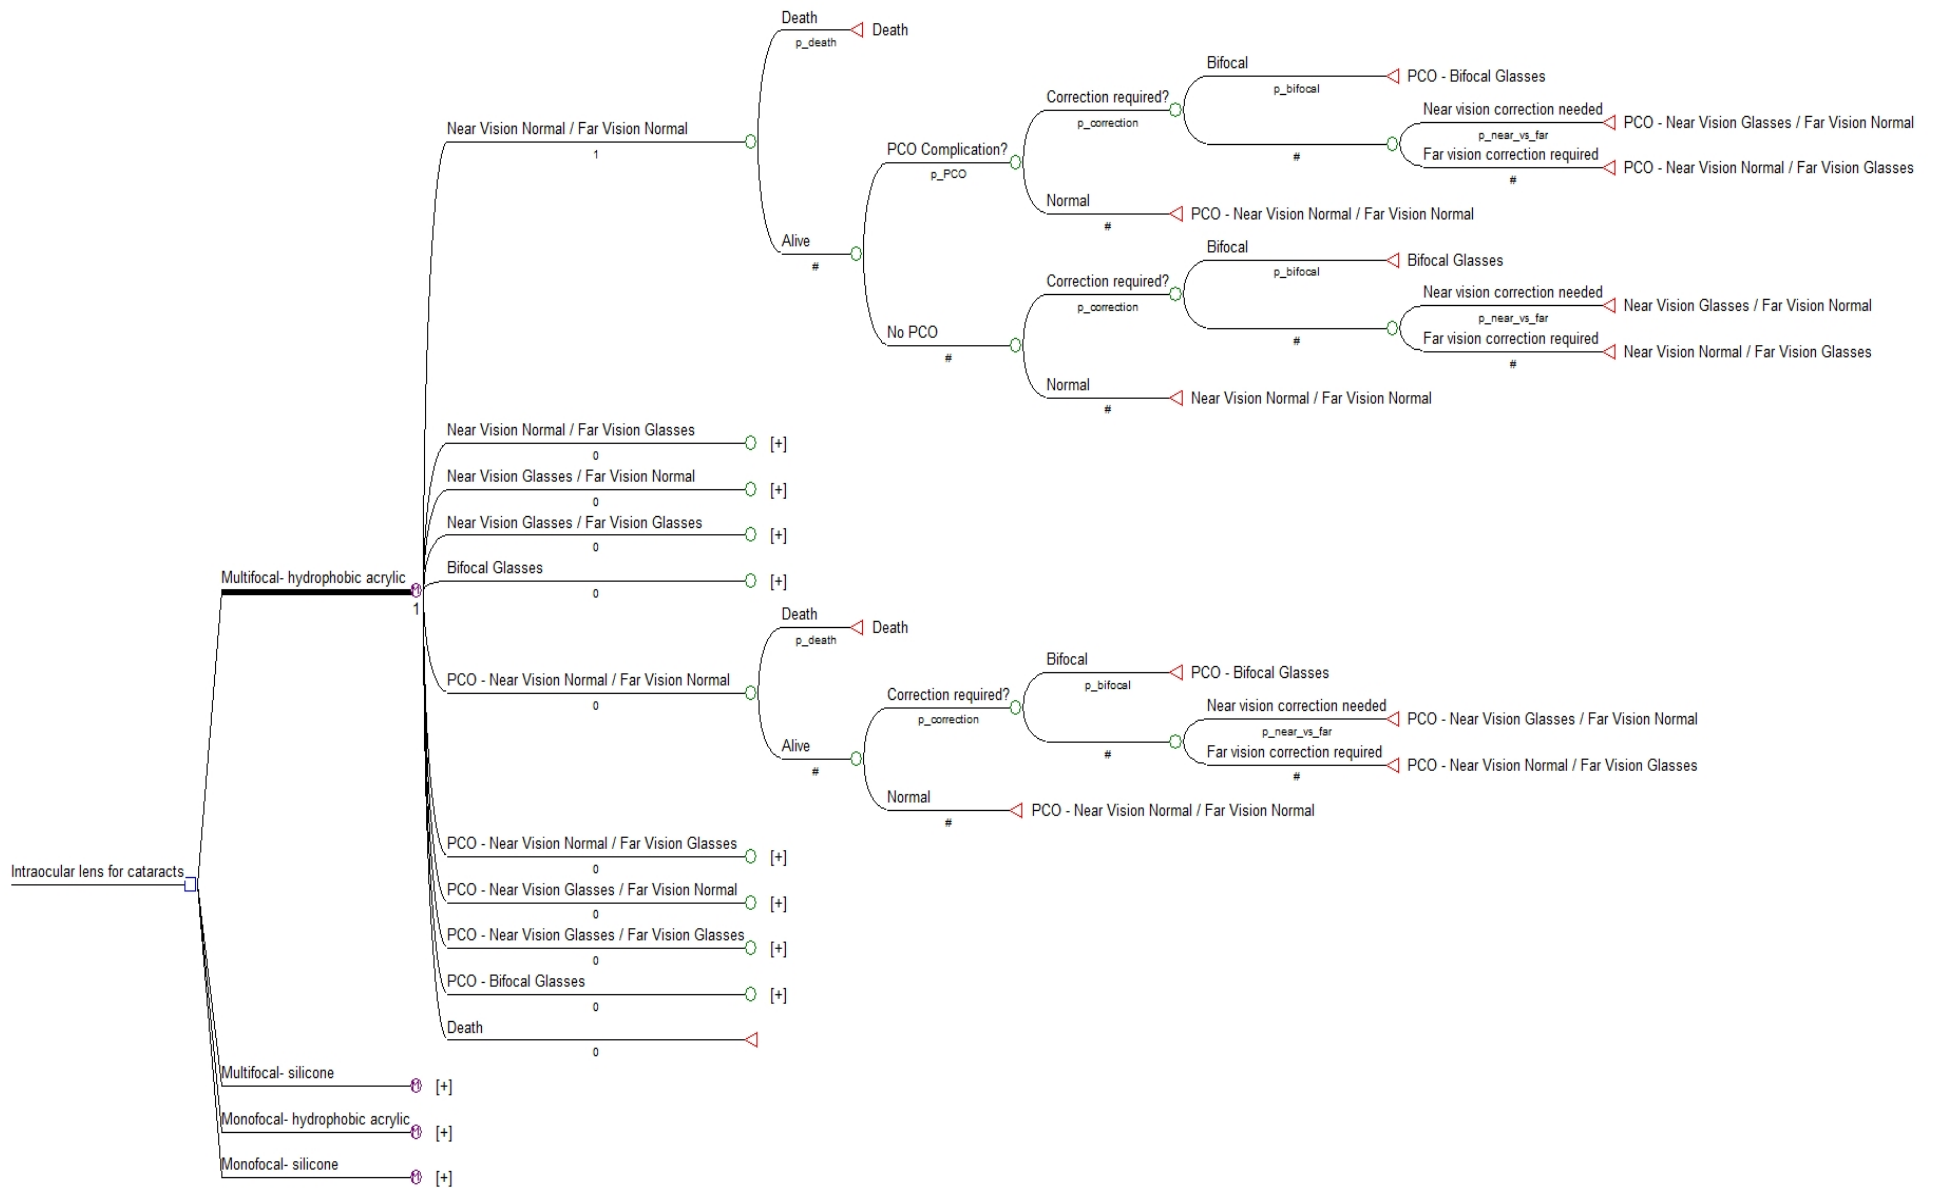 Death
p_death
Death
Bifocal
p_bifocal
PCO - Bifocal Glasses
Correction required?
p_correction
Near vision correction needed
p_near_vs_far
PCO - Near Vision Glasses / Far Vision Normal
#
Far vision correction required
#
PCO - Near Vision Normal / Far Vision Glasses
Near Vision Normal / Far Vision Normal
1
PCO Complication?
p_PCO
Normal
#
PCO - Near Vision Normal / Far Vision Normal
Alive
#
Bifocal
p_bifocal
Bifocal Glasses
Correction required?
p_correction
Near vision correction needed
p_near_vs_far
Near Vision Glasses / Far Vision Normal
#
Far vision correction required
#
Near Vision Normal / Far Vision Glasses
No PCO
#
Normal
#
Near Vision Normal / Far Vision Normal
Near Vision Normal / Far Vision Glasses
0
[+]
Near Vision Glasses / Far Vision Normal
0
[+]
Near Vision Glasses / Far Vision Glasses
0
[+]
Bifocal Glasses
0
[+]
Multifocal- hydrophobic acrylic
M
1
Death
p_death
Death
PCO - Near Vision Normal / Far Vision Normal
0
Bifocal
p_bifocal
PCO - Bifocal Glasses
Correction required?
p_correction
Near vision correction needed
p_near_vs_far
PCO - Near Vision Glasses / Far Vision Normal
Alive
#
#
Far vision correction required
#
PCO - Near Vision Normal / Far Vision Glasses
Normal
#
PCO - Near Vision Normal / Far Vision Normal
PCO - Near Vision Normal / Far Vision Glasses
0
[+]
Intraocular lens for cataracts
PCO - Near Vision Glasses / Far Vision Normal
0
[+]
PCO - Near Vision Glasses / Far Vision Glasses
0
[+]
PCO - Bifocal Glasses
0
[+]
Death
0
Multifocal- silicone
M
[+]
Monofocal- hydrophobic acrylic
M
[+]
Monofocal- silicone
M
[+]